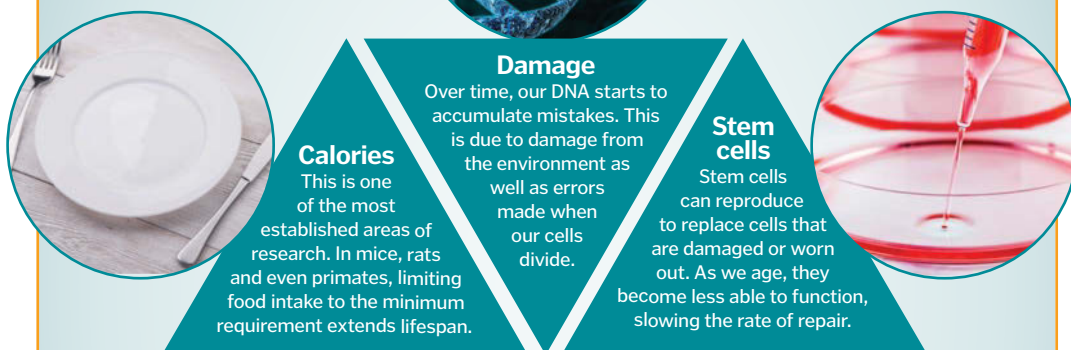 Calories
This is one
of the most
established areas of
research. In mice, rats
and even primates, limiting
food intake to the minimum
requirement extends lifespan.
Damage
Over time, our DNA starts to
accumulate mistakes. This
is due to damage from
the environment as
well as errors
made when
our cells
divide.
Stem
cells
Stem cells
can reproduce
to replace cells that
are damaged or worn
out. As we age, they
become less able to function,
slowing the rate of repair.